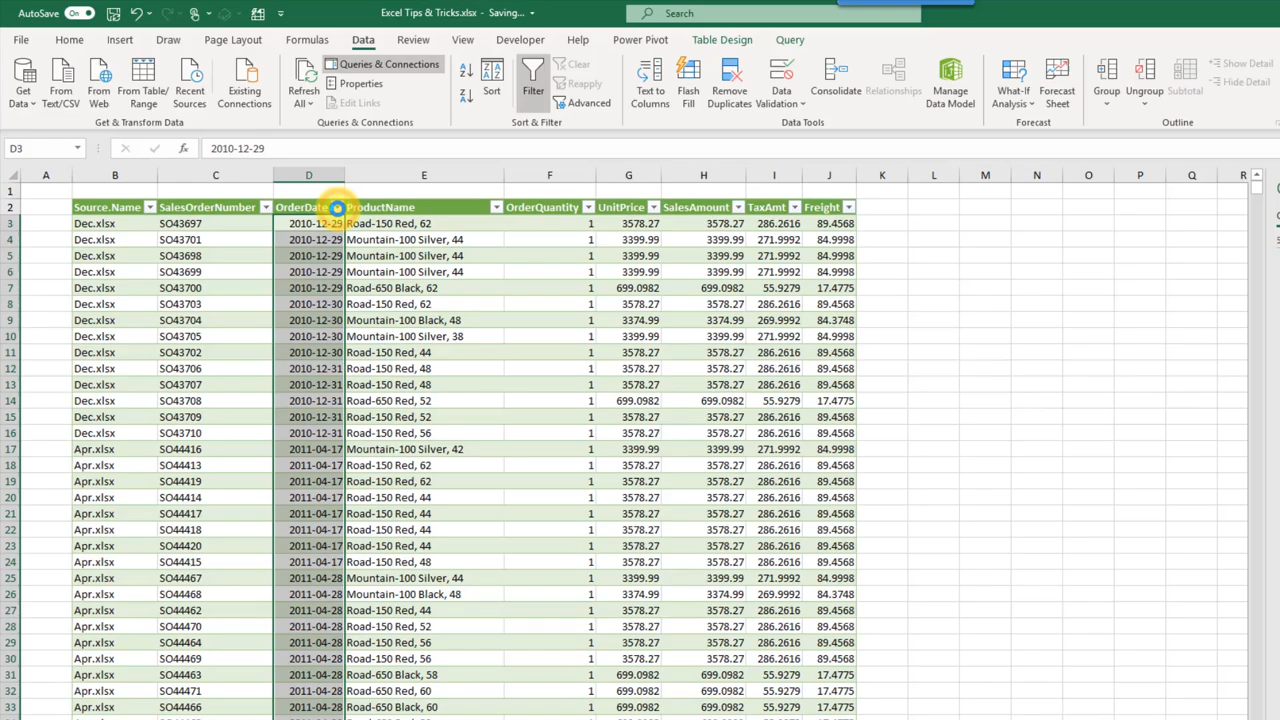 AutoSave On Excel Tips & Tricks.xlsx - Saving... Search
File Home Insert Draw Page Layout Formulas Data Review View Developer Help Power Pivot Table Design Query
Get Data From Text/CSV From Web From Table/ Range Recent Sources Existing Connections Refresh All Queries & Connections Properties Edit Links Sort Filter Clear Reapply Advanced Text to Columns Flash Fill Remove Duplicates Data Validation Consolidate Relationships Manage Data Model What-If Analysis Forecast Sheet Group Ungroup Subtotal Show Detail Hide Detail
Get & Transform Data Queries & Connections Sort & Filter Data Tools Forecast Outline
D3 fx 2010-12-29
A B C D E F G H I J K L M N O P Q R
1
2 Source.Name SalesOrderNumber OrderDate ProductName OrderQuantity UnitPrice SalesAmount TaxAmt Freight
3 Dec.xlsx SO43697 2010-12-29 Road-150 Red, 62 1 3578.27 3578.27 286.2616 89.4568
4 Dec.xlsx SO43701 2010-12-29 Mountain-100 Silver, 44 1 3399.99 3399.99 271.9992 84.9998
5 Dec.xlsx SO43698 2010-12-29 Mountain-100 Silver, 44 1 3399.99 3399.99 271.9992 84.9998
6 Dec.xlsx SO43699 2010-12-29 Mountain-100 Silver, 44 1 3399.99 3399.99 271.9992 84.9998
7 Dec.xlsx SO43700 2010-12-29 Road-650 Black, 62 1 699.0982 699.0982 55.9279 17.4775
8 Dec.xlsx SO43703 2010-12-30 Road-150 Red, 62 1 3578.27 3578.27 286.2616 89.4568
9 Dec.xlsx SO43704 2010-12-30 Mountain-100 Black, 48 1 3374.99 3374.99 269.9992 84.3748
10 Dec.xlsx SO43705 2010-12-30 Mountain-100 Silver, 38 1 3399.99 3399.99 271.9992 84.9998
11 Dec.xlsx SO43702 2010-12-30 Road-150 Red, 44 1 3578.27 3578.27 286.2616 89.4568
12 Dec.xlsx SO43706 2010-12-31 Road-150 Red, 48 1 3578.27 3578.27 286.2616 89.4568
13 Dec.xlsx SO43707 2010-12-31 Road-150 Red, 48 1 3578.27 3578.27 286.2616 89.4568
14 Dec.xlsx SO43708 2010-12-31 Road-650 Red, 52 1 699.0982 699.0982 55.9279 17.4775
15 Dec.xlsx SO43709 2010-12-31 Road-150 Red, 52 1 3578.27 3578.27 286.2616 89.4568
16 Dec.xlsx SO43710 2010-12-31 Road-150 Red, 56 1 3578.27 3578.27 286.2616 89.4568
17 Apr.xlsx SO44416 2011-04-17 Mountain-100 Silver, 42 1 3399.99 3399.99 271.9992 84.9998
18 Apr.xlsx SO44413 2011-04-17 Road-150 Red, 62 1 3578.27 3578.27 286.2616 89.4568
19 Apr.xlsx SO44419 2011-04-17 Road-150 Red, 62 1 3578.27 3578.27 286.2616 89.4568
20 Apr.xlsx SO44414 2011-04-17 Road-150 Red, 44 1 3578.27 3578.27 286.2616 89.4568
21 Apr.xlsx SO44417 2011-04-17 Road-150 Red, 44 1 3578.27 3578.27 286.2616 89.4568
22 Apr.xlsx SO44418 2011-04-17 Road-150 Red, 44 1 3578.27 3578.27 286.2616 89.4568
23 Apr.xlsx SO44420 2011-04-17 Road-150 Red, 44 1 3578.27 3578.27 286.2616 89.4568
24 Apr.xlsx SO44415 2011-04-17 Road-150 Red, 48 1 3578.27 3578.27 286.2616 89.4568
25 Apr.xlsx SO44467 2011-04-28 Mountain-100 Silver, 44 1 3399.99 3399.99 271.9992 84.9998
26 Apr.xlsx SO44468 2011-04-28 Mountain-100 Black, 48 1 3374.99 3374.99 269.9992 84.3748
27 Apr.xlsx SO44462 2011-04-28 Road-150 Red, 44 1 3578.27 3578.27 286.2616 89.4568
28 Apr.xlsx SO44470 2011-04-28 Road-150 Red, 52 1 3578.27 3578.27 286.2616 89.4568
29 Apr.xlsx SO44464 2011-04-28 Road-150 Red, 56 1 3578.27 3578.27 286.2616 89.4568
30 Apr.xlsx SO44469 2011-04-28 Road-150 Red, 56 1 3578.27 3578.27 286.2616 89.4568
31 Apr.xlsx SO44463 2011-04-28 Road-650 Black, 58 1 699.0982 699.0982 55.9279 17.4775
32 Apr.xlsx SO44471 2011-04-28 Road-650 Red, 60 1 699.0982 699.0982 55.9279 17.4775
33 Apr.xlsx SO44466 2011-04-28 Road-650 Black, 60 1 699.0982 699.0982 55.9279 17.4775